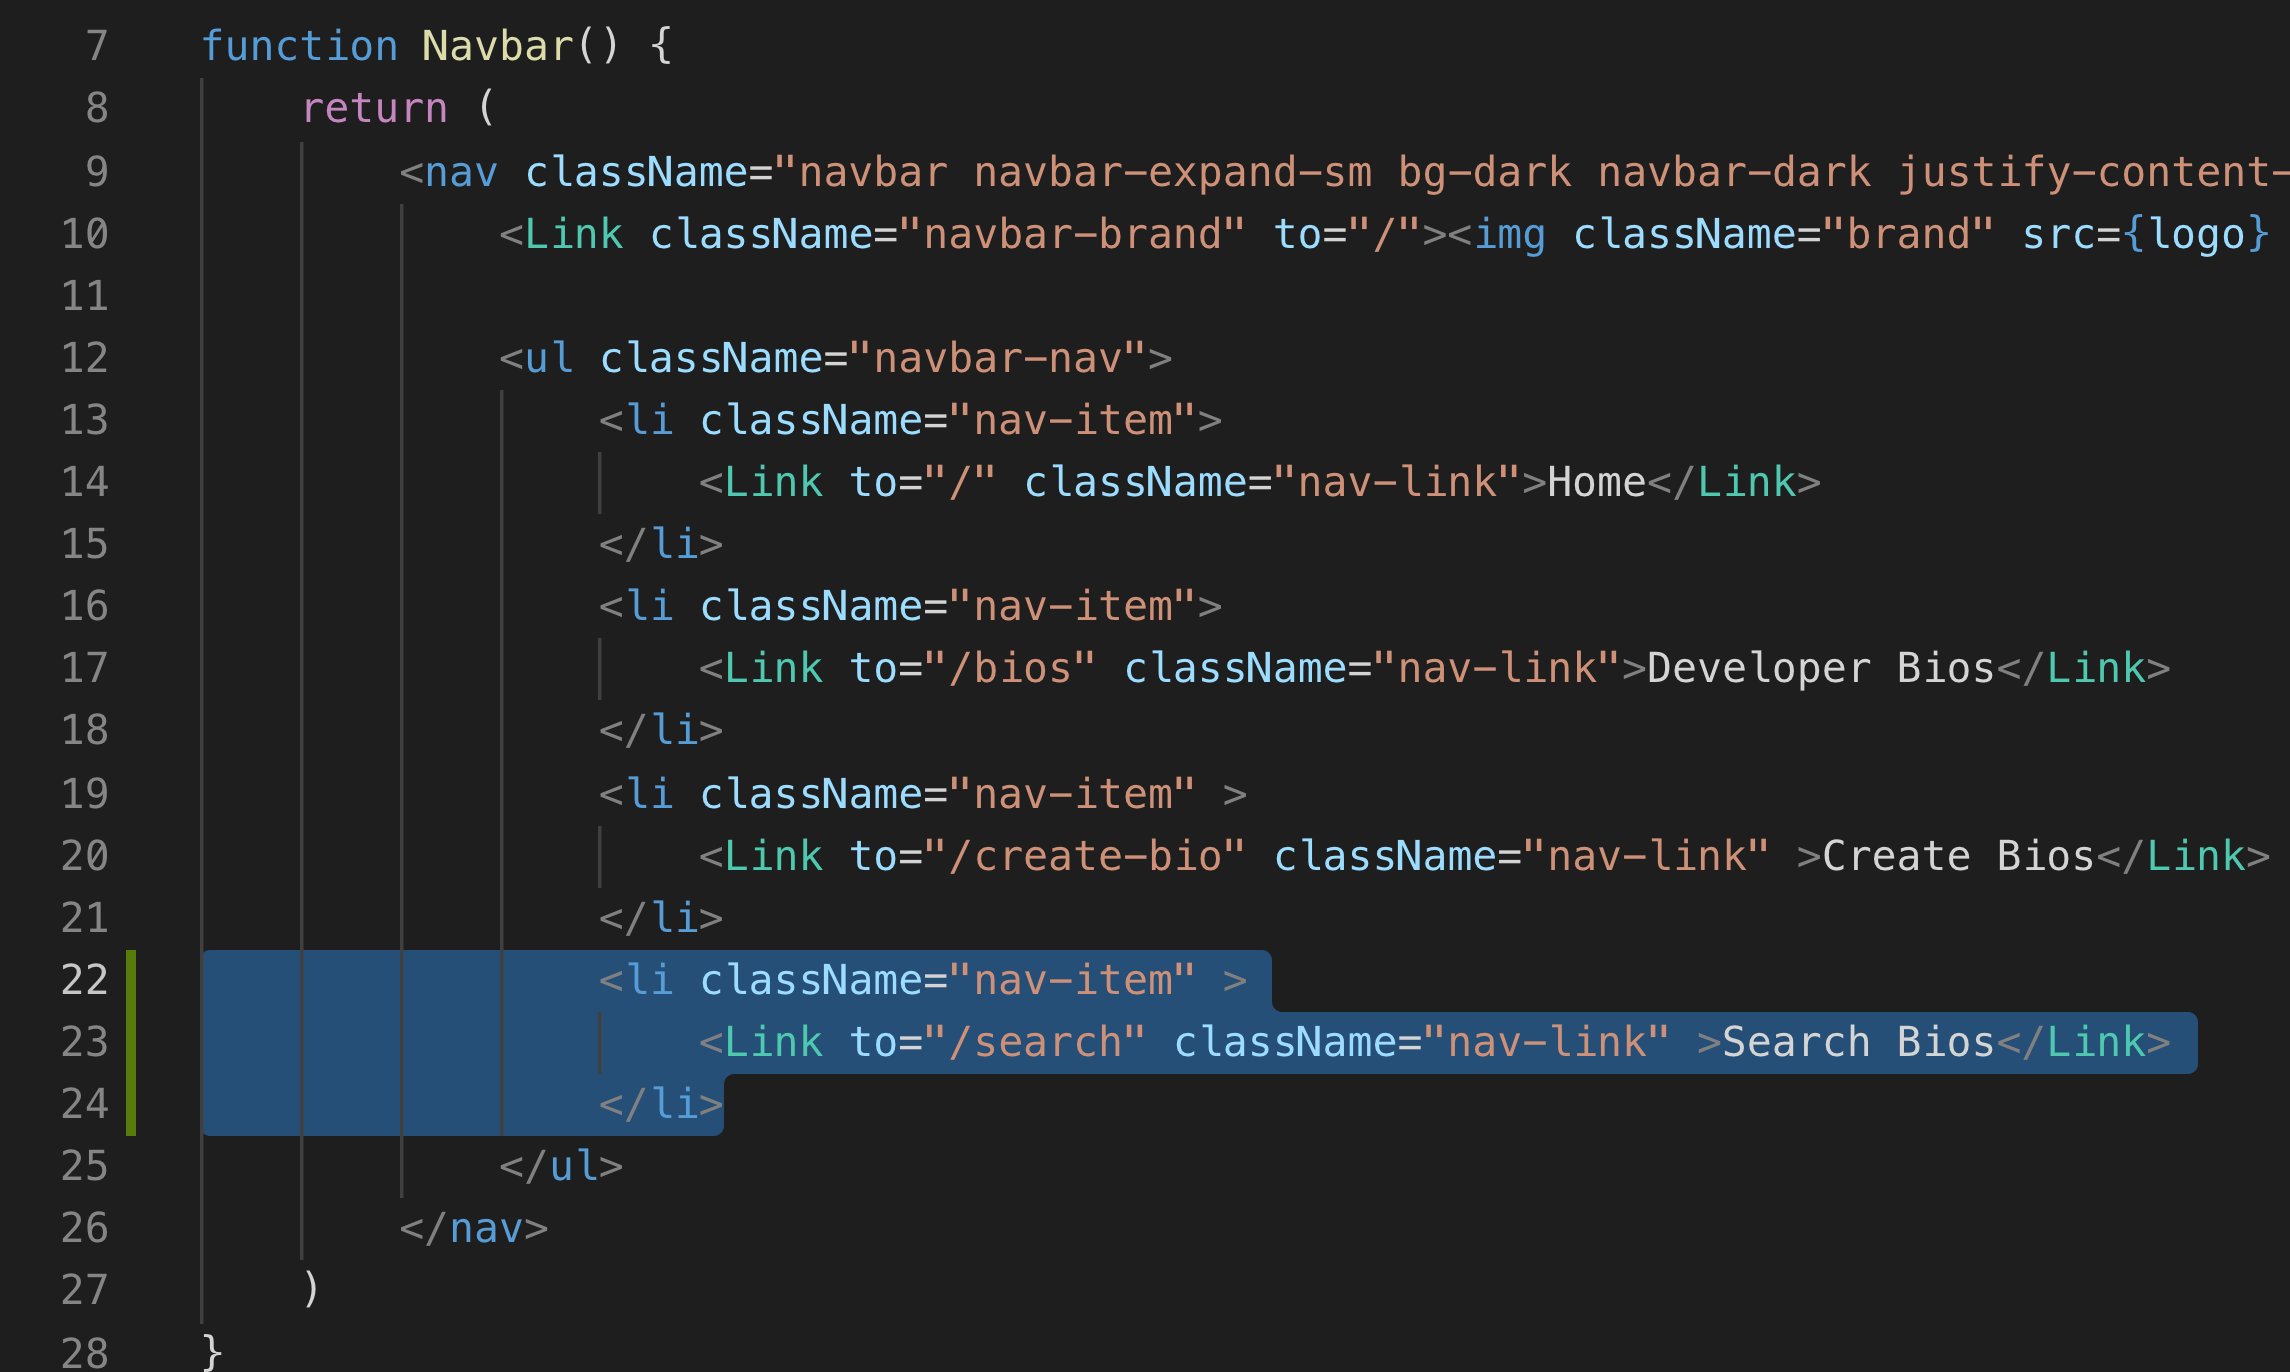 7 function Navbar() {
8 return (
9 <nav className="navbar navbar-expand-sm bg-dark navbar-dark justify-content-
10 <Link className="navbar-brand" to="/"><img className="brand" src={logo}
11
12 <ul className="navbar-nav">
13 <li className="nav-item">
14 <Link to="/" className="nav-link">Home</Link>
15 </li>
16 <li className="nav-item">
17 <Link to="/bios" className="nav-link">Developer Bios</Link>
18 </li>
19 <li className="nav-item" >
20 <Link to="/create-bio" className="nav-link" >Create Bios</Link>
21 </li>
22 <li className="nav-item" >
23 <Link to="/search" className="nav-link" >Search Bios</Link>
24 </li>
25 </ul>
26 </nav>
27 )
28 }